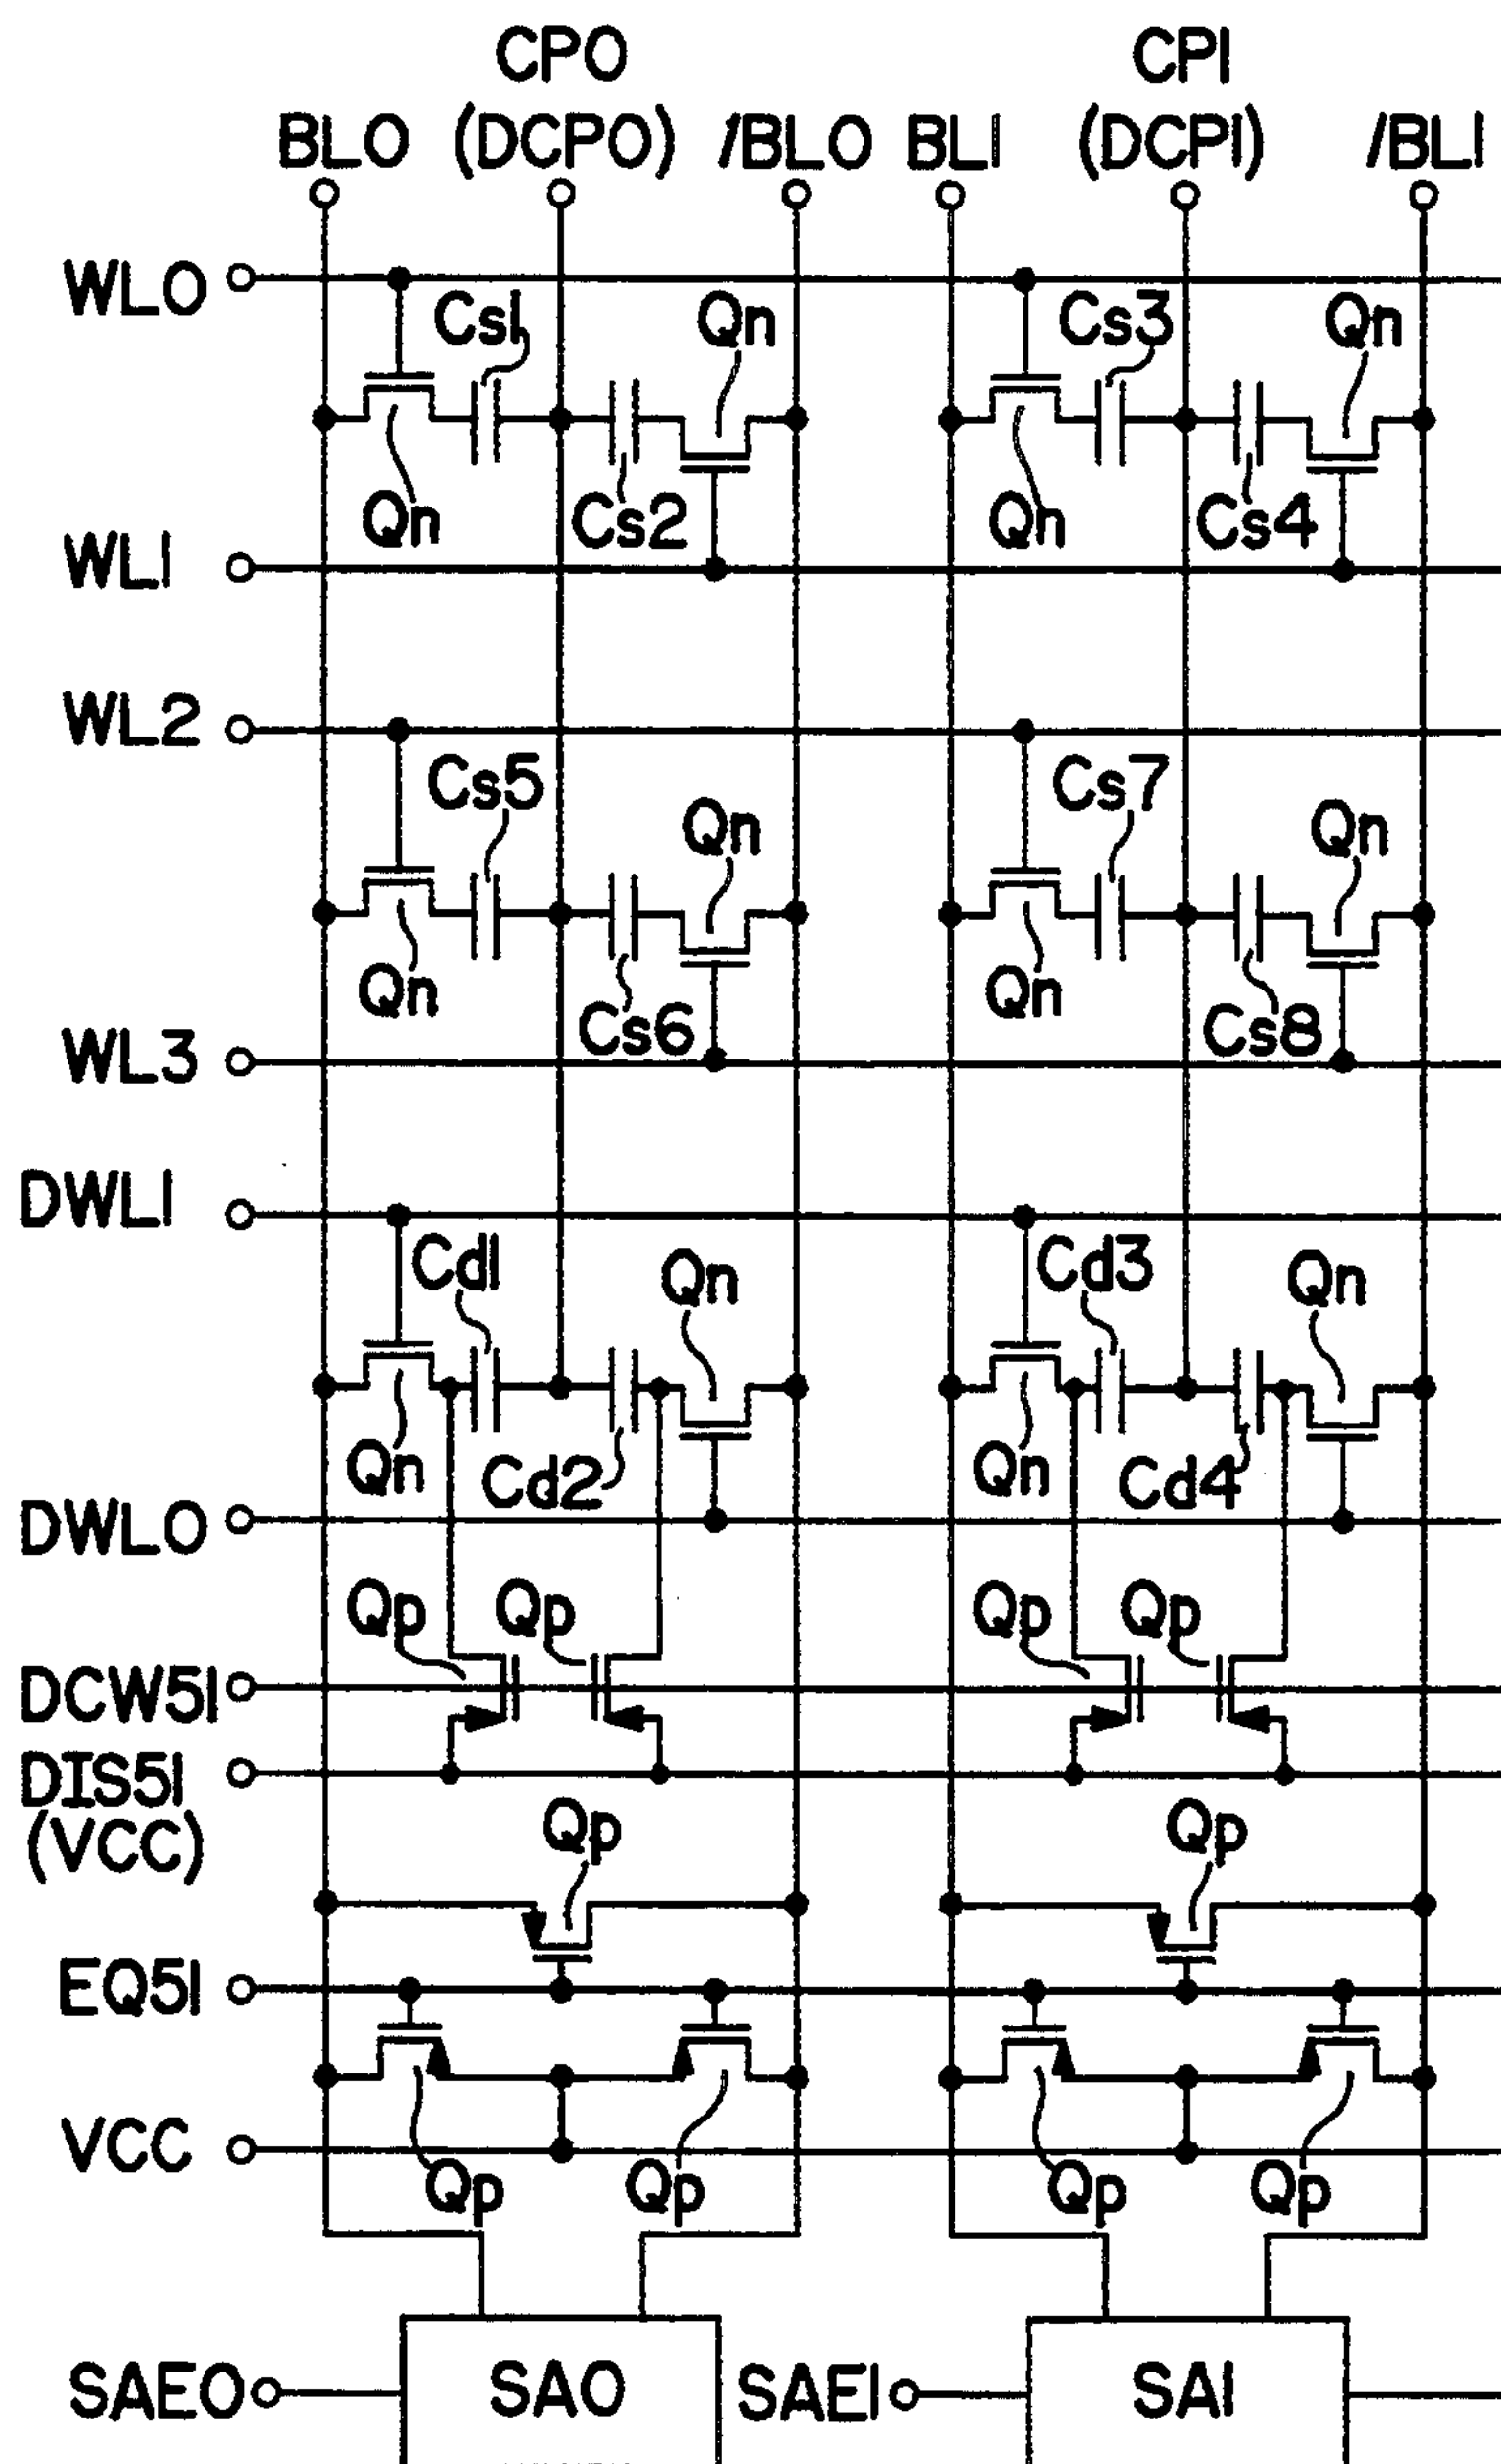 CP0 CP1
BL0 (DCP0) /BL0 BL1 (DCP1) /BL1
WL0 Cs1 Qn Cs3 Qn
Qn Cs2 Qn Cs4
WL1
WL2
Cs5 Qn Cs7 Qn
Qn Cs6 Qn Cs8
WL3
DWL1
Cd1 Qn Cd3 Qn
Qn Cd2 Qn Cd4
DWL0
Qp Qp Qp Qp
DCW51
DIS51
(VCC) Qp Qp
EQ51
VCC
Qp Qp Qp Qp
SAE0 SA0 SAE1 SA1